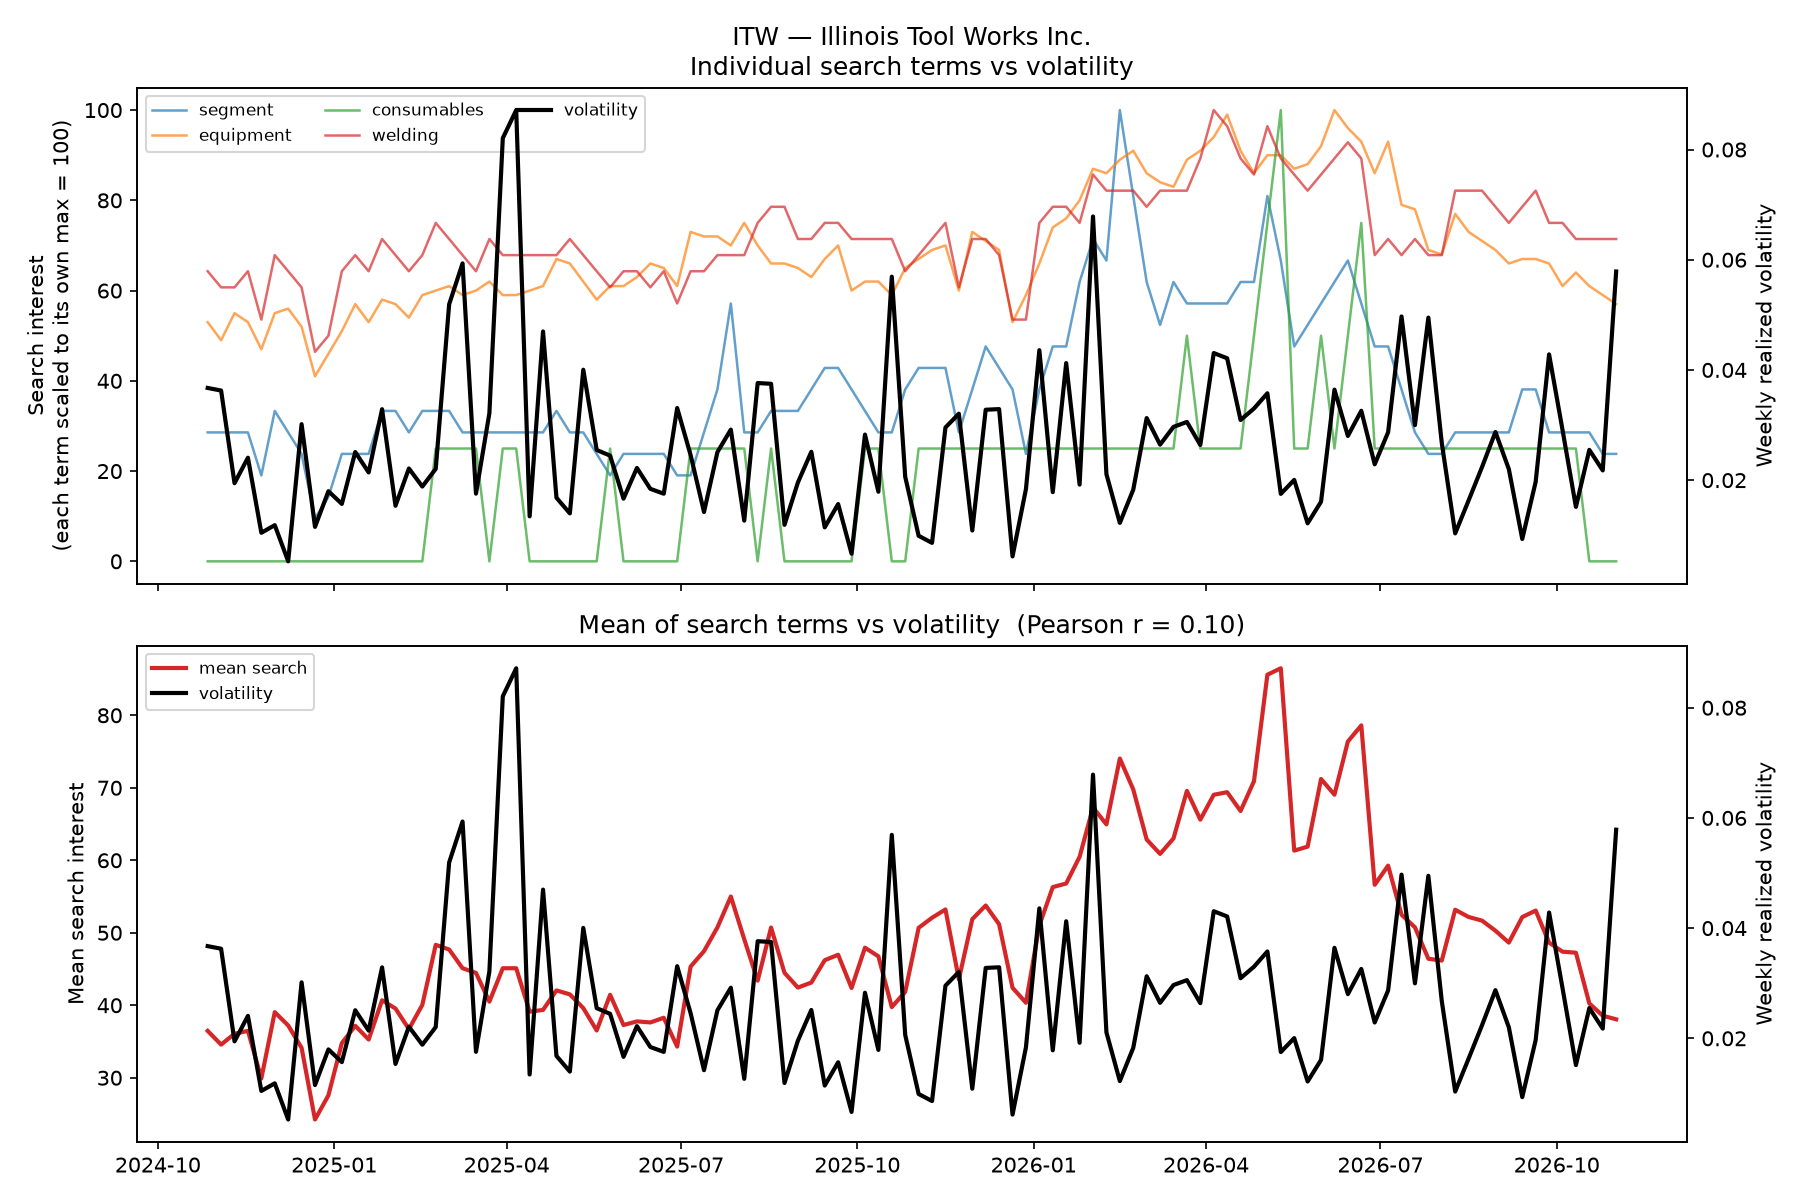 ITW — Illinois Tool Works Inc.
Individual search terms vs volatility
segment
equipment
consumables
welding
volatility
Search interest
(each term scaled to its own max = 100)
100
80
60
40
20
0
0.08
0.06
0.04
0.02
Weekly realized volatility
Mean of search terms vs volatility (Pearson r = 0.10)
mean search
volatility
Mean search interest
80
70
60
50
40
30
0.08
0.06
0.04
0.02
Weekly realized volatility
2024-10
2025-01
2025-04
2025-07
2025-10
2026-01
2026-04
2026-07
2026-10